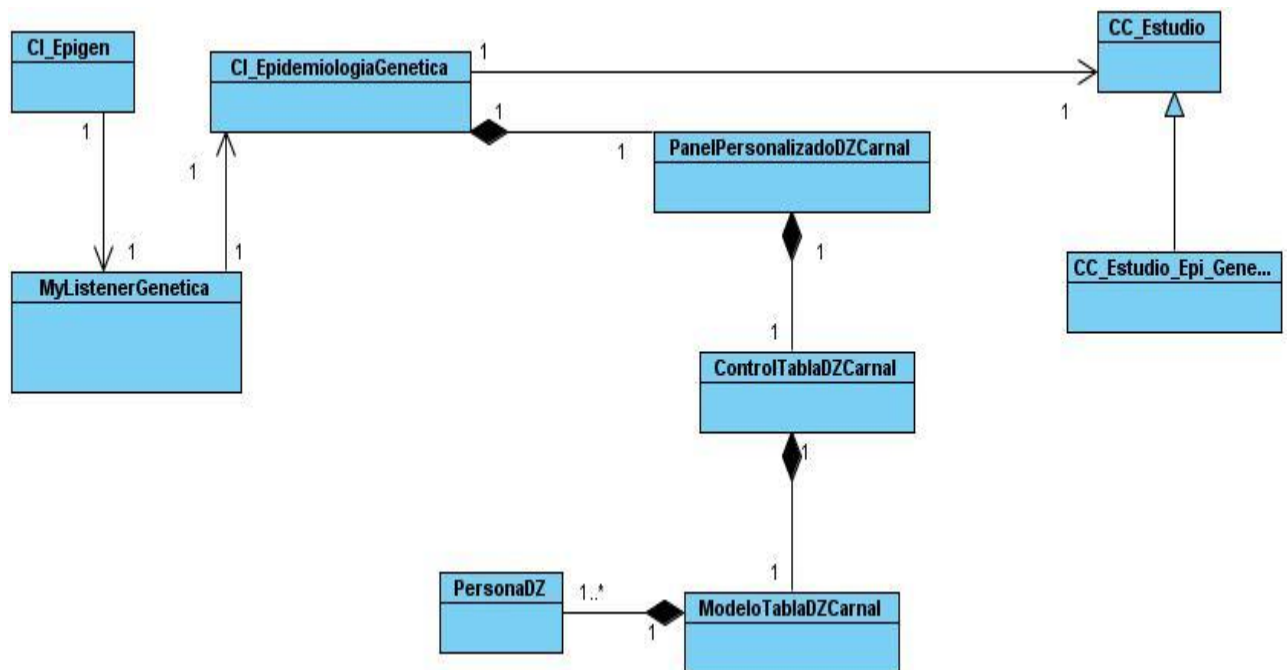 CI_Epigen
1
1
MyListenerGenetica
1
1
CI_EpidemiologiaGenetica
1
1
CC_Estudio
1
1
PanelPersonalizadoDZCarnal
CC_Estudio_Epi_Gene...
1
1
ControlTablaDZCarnal
1
1
ModeloTablaDZCarnal
1
1..*
PersonaDZ